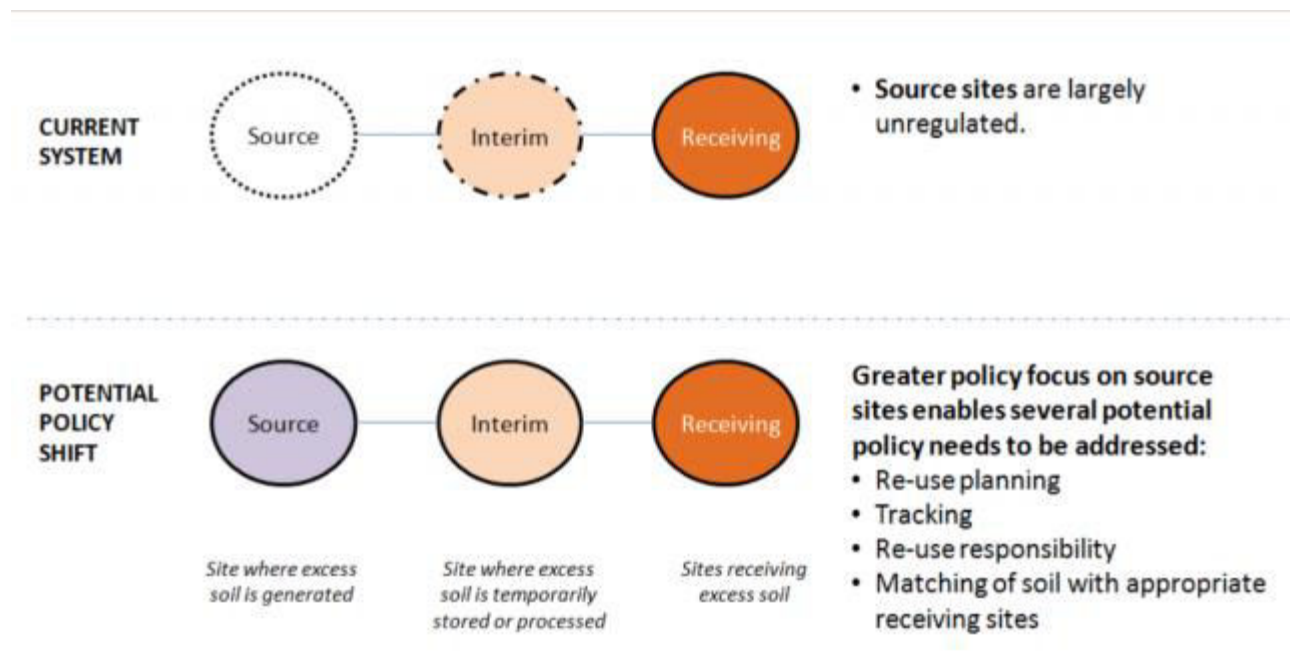 CURRENT
SYSTEM
Source
Interim
Receiving
• Source sites are largely
unregulated.
POTENTIAL
POLICY
SHIFT
Source
Interim
Receiving
Greater policy focus on source
sites enables several potential
policy needs to be addressed:
• Re-use planning
• Tracking
• Re-use responsibility
• Matching of soil with appropriate
receiving sites
Site where excess
soil is generated
Site where excess
soil is temporarily
stored or processed
Sites receiving
excess soil